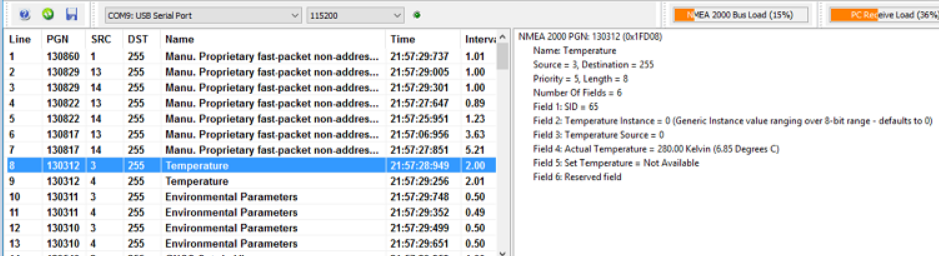 COM9: USB Serial Port 115200 NMEA 2000 Bus Load (15%) PC Receive Load (36%)
Line PGN SRC DST Name Time Interva
1 130860 1 255 Manu. Proprietary fast-packet non-addres... 21:57:29:737 1.01
2 130829 13 255 Manu. Proprietary fast-packet non-addres... 21:57:29:005 1.00
3 130829 14 255 Manu. Proprietary fast-packet non-addres... 21:57:29:301 1.00
4 130822 13 255 Manu. Proprietary fast-packet non-addres... 21:57:27:647 0.89
5 130822 14 255 Manu. Proprietary fast-packet non-addres... 21:57:25:951 1.23
6 130817 13 255 Manu. Proprietary fast-packet non-addres... 21:57:06:956 3.63
7 130817 14 255 Manu. Proprietary fast-packet non-addres... 21:57:27:851 5.21
8 130312 3 255 Temperature 21:57:28:949 2.00
9 130312 4 255 Temperature 21:57:29:256 2.01
10 130311 3 255 Environmental Parameters 21:57:29:748 0.50
11 130311 4 255 Environmental Parameters 21:57:29:352 0.49
12 130310 3 255 Environmental Parameters 21:57:29:499 0.50
13 130310 4 255 Environmental Parameters 21:57:29:651 0.50
NMEA 2000 PGN: 130312 (0x1FD08)
Name: Temperature
Source = 3, Destination = 255
Priority = 5, Length = 8
Number Of Fields = 6
Field 1: SID = 65
Field 2: Temperature Instance = 0 (Generic Instance value ranging over 8-bit range - defaults to 0)
Field 3: Temperature Source = 0
Field 4: Actual Temperature = 280.00 Kelvin (6.85 Degrees C)
Field 5: Set Temperature = Not Available
Field 6: Reserved field